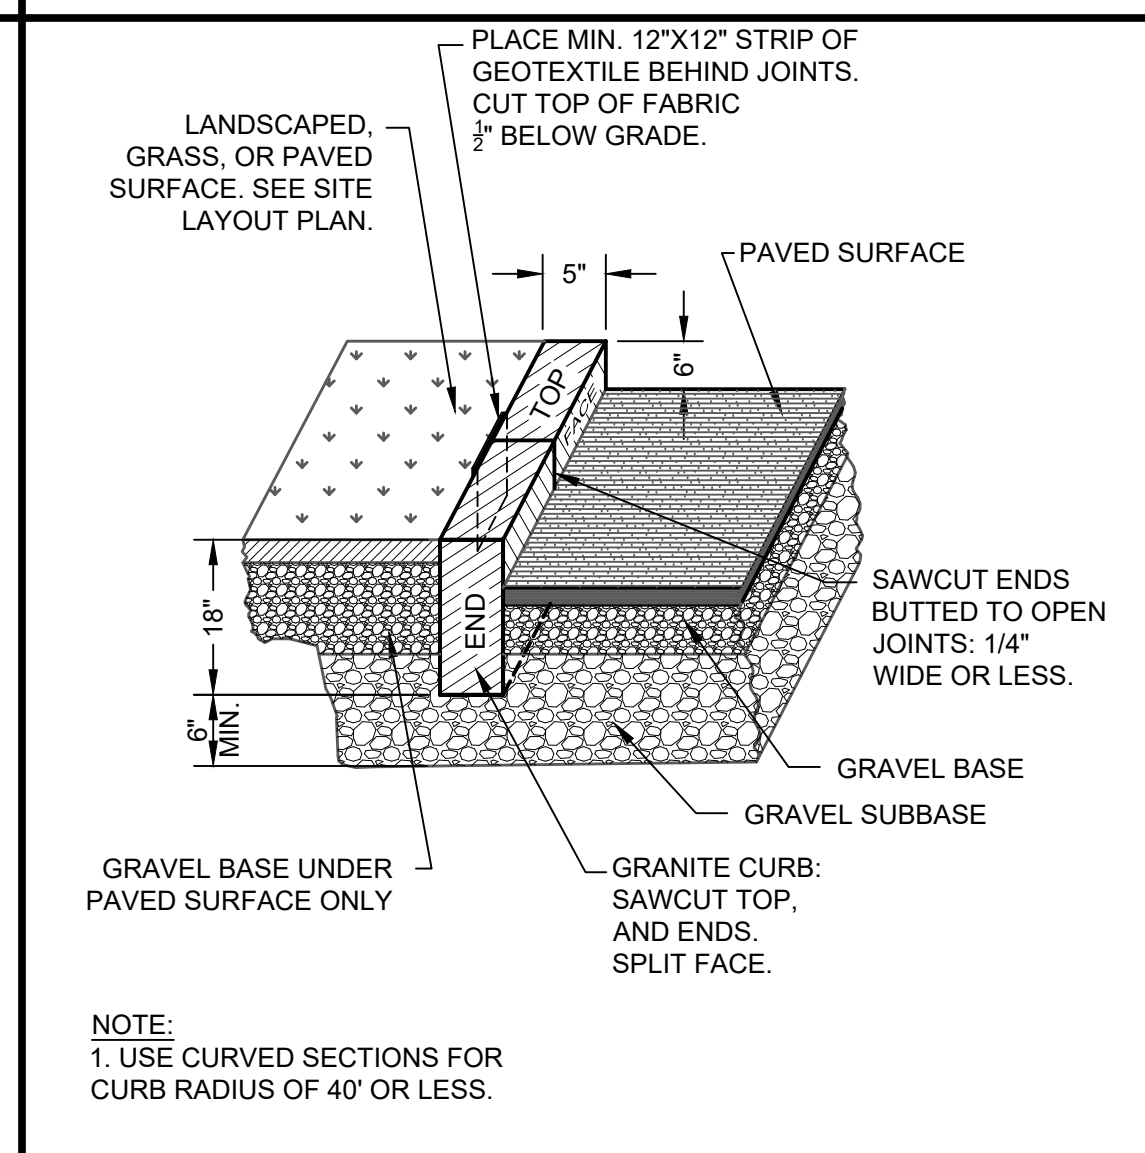 PLACE MIN. 12"X12" STRIP OF
GEOTEXTILE BEHIND JOINTS.
CUT TOP OF FABRIC
½" BELOW GRADE.
LANDSCAPED,
GRASS, OR PAVED
SURFACE. SEE SITE
LAYOUT PLAN.
PAVED SURFACE
5"
6"
TOP
FACE
END
18"
6"
MIN.
SAWCUT ENDS
BUTTED TO OPEN
JOINTS: 1/4"
WIDE OR LESS.
GRAVEL BASE
GRAVEL SUBBASE
GRAVEL BASE UNDER
PAVED SURFACE ONLY
GRANITE CURB:
SAWCUT TOP,
AND ENDS.
SPLIT FACE.
NOTE:
1. USE CURVED SECTIONS FOR
CURB RADIUS OF 40' OR LESS.